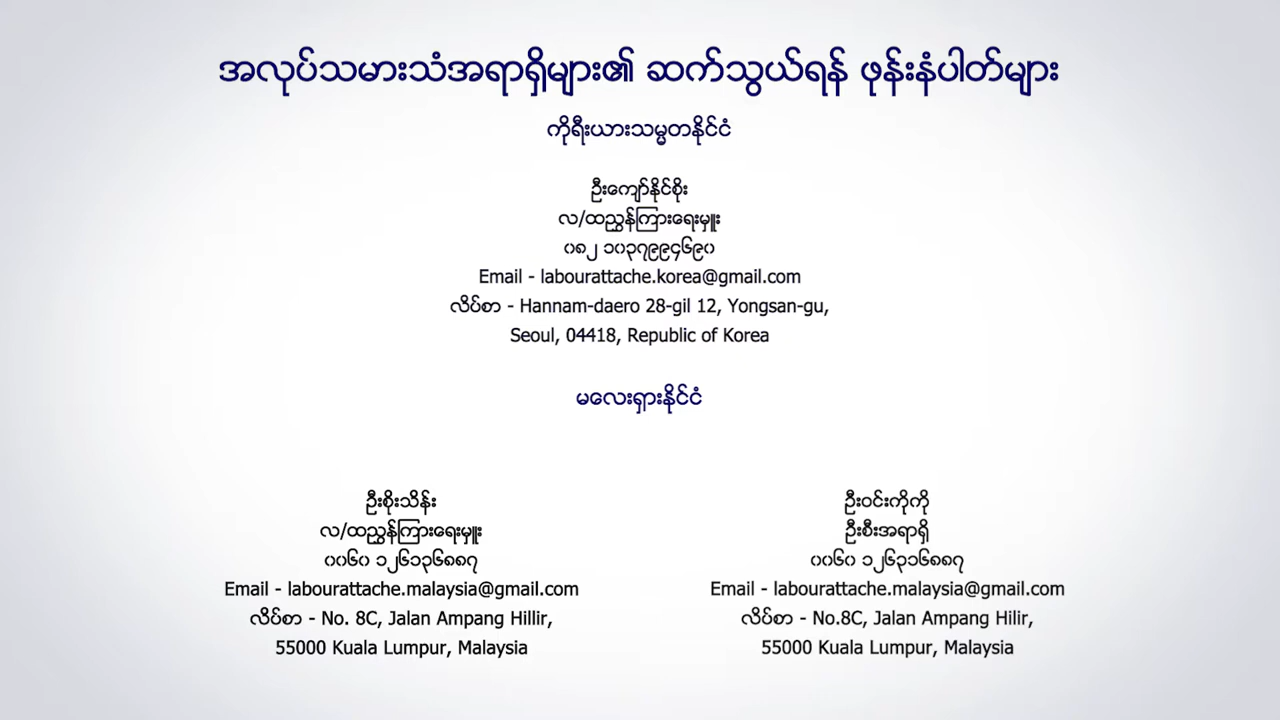 အလုပ်သမားသံအရာရှိများ၏ ဆက်သွယ်ရန် ဖုန်းနံပါတ်များ
ကိုရီးယားသမ္မတနိုင်ငံ
ဦးကျော်နိုင်စိုး
လ/ထညွှန်ကြားရေးမှူး
၀၈၂ ၁၀၃၇၉၉၄၆၉၀
Email - labourattache.korea@gmail.com
လိပ်စာ - Hannam-daero 28-gil 12, Yongsan-gu,
Seoul, 04418, Republic of Korea
မလေးရှားနိုင်ငံ
ဦးစိုးသိန်း
လ/ထညွှန်ကြားရေးမှူး
၀၀၆၀ ၁၂၆၁၃၆၈၈၇
Email - labourattache.malaysia@gmail.com
လိပ်စာ - No. 8C, Jalan Ampang Hillir,
55000 Kuala Lumpur, Malaysia
ဦးဝင်းကိုကို
ဦးစီးအရာရှိ
၀၀၆၀ ၁၂၆၃၁၆၈၈၇
Email - labourattache.malaysia@gmail.com
လိပ်စာ - No.8C, Jalan Ampang Hilir,
55000 Kuala Lumpur, Malaysia